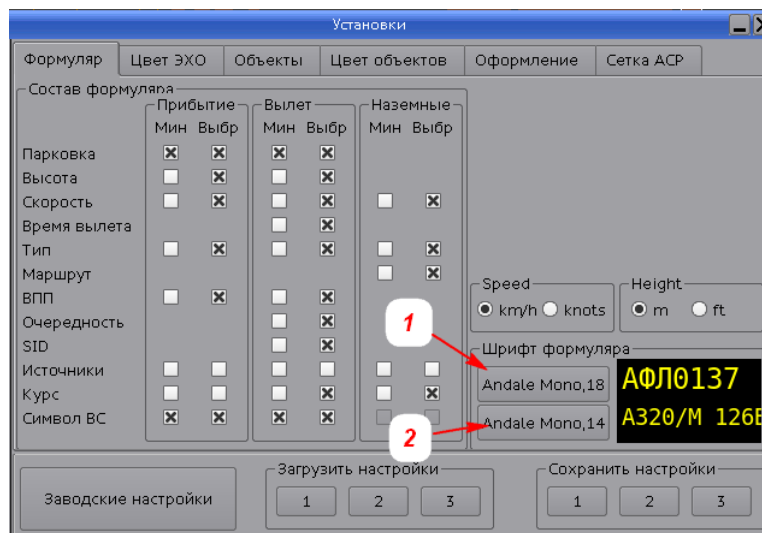 Установки
Формуляр Цвет ЭХО Объекты Цвет объектов Оформление Сетка АСР
Состав формуляра
Прибытие Вылет Наземные
Мин Выбр Мин Выбр Мин Выбр
Парковка
Высота
Скорость
Время вылета
Тип
Маршрут
ВПП
Очередность
SID
Источники
Курс
Символ ВС
Speed Height
km/h knots m ft
1
Шрифт формуляра
Andale Mono,18 АФЛ0137
Andale Mono,14 А320/М 126В
2
Загрузить настройки Сохранить настройки
Заводские настройки 1 2 3 1 2 3